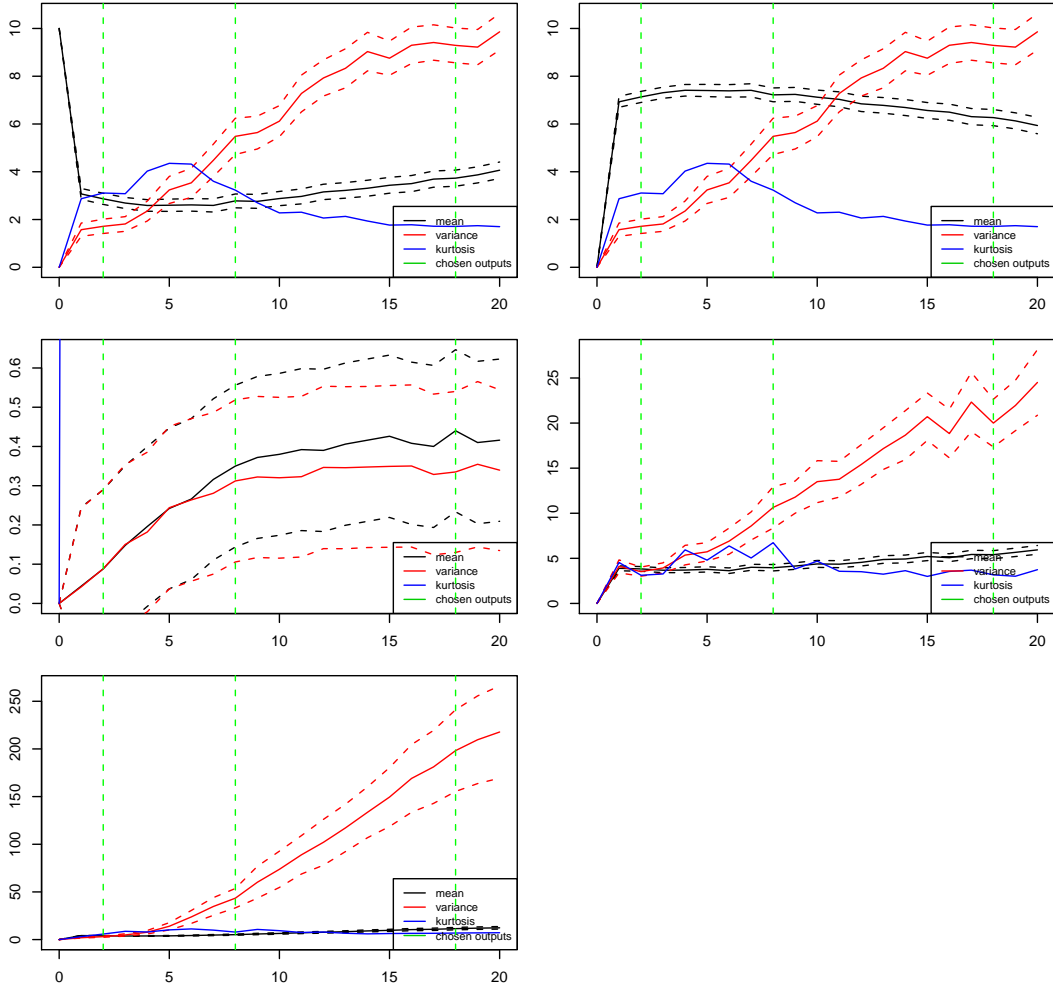 10
8
6
4
2
0
mean
variance
kurtosis
chosen outputs
0 5 10 15 20
10
8
6
4
2
0
mean
variance
kurtosis
chosen outputs
0 5 10 15 20
0.6
0.5
0.4
0.3
0.2
0.1
0.0
mean
variance
kurtosis
chosen outputs
0 5 10 15 20
25
20
15
10
5
0
mean
variance
kurtosis
chosen outputs
0 5 10 15 20
250
200
150
100
50
0
mean
variance
kurtosis
chosen outputs
0 5 10 15 20